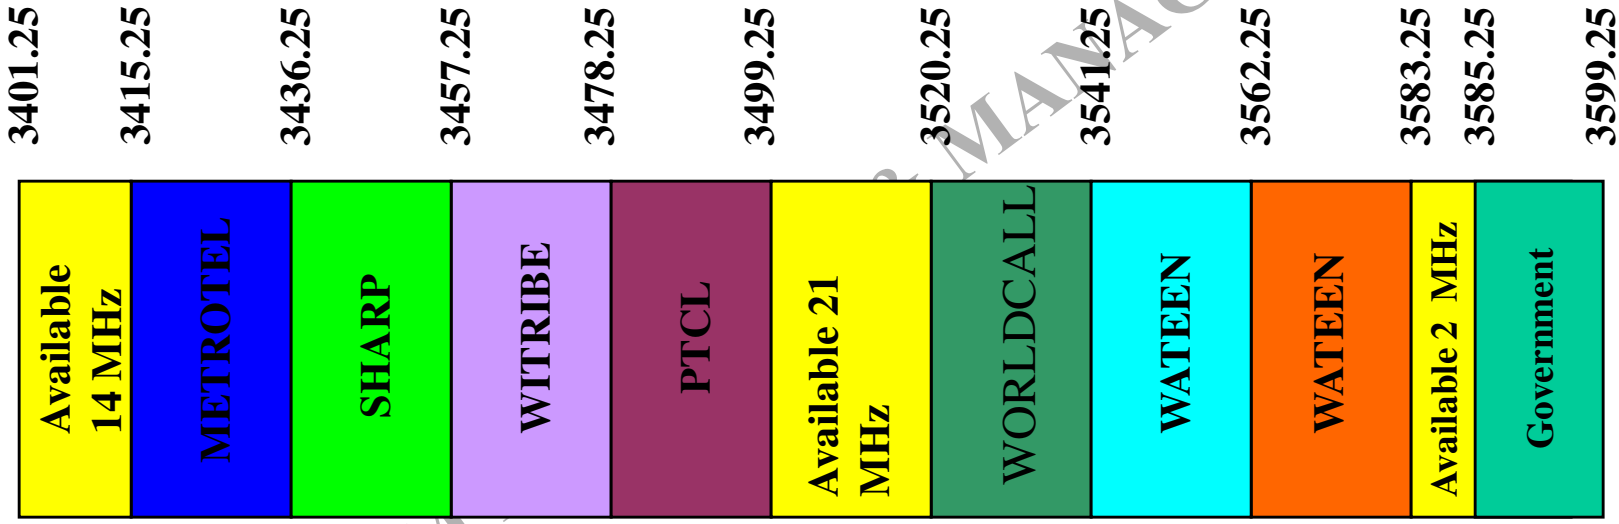 3401.25
3415.25
3436.25
3457.25
3478.25
3499.25
3520.25
3541.25
3562.25
3583.25
3585.25
3599.25
& MANAG
Available
14 MHz
METROTEL
SHARP
WITRIBE
PTCL
Available 21
MHz
WORLDCALL
WATEEN
WATEEN
Available 2 MHz
Government